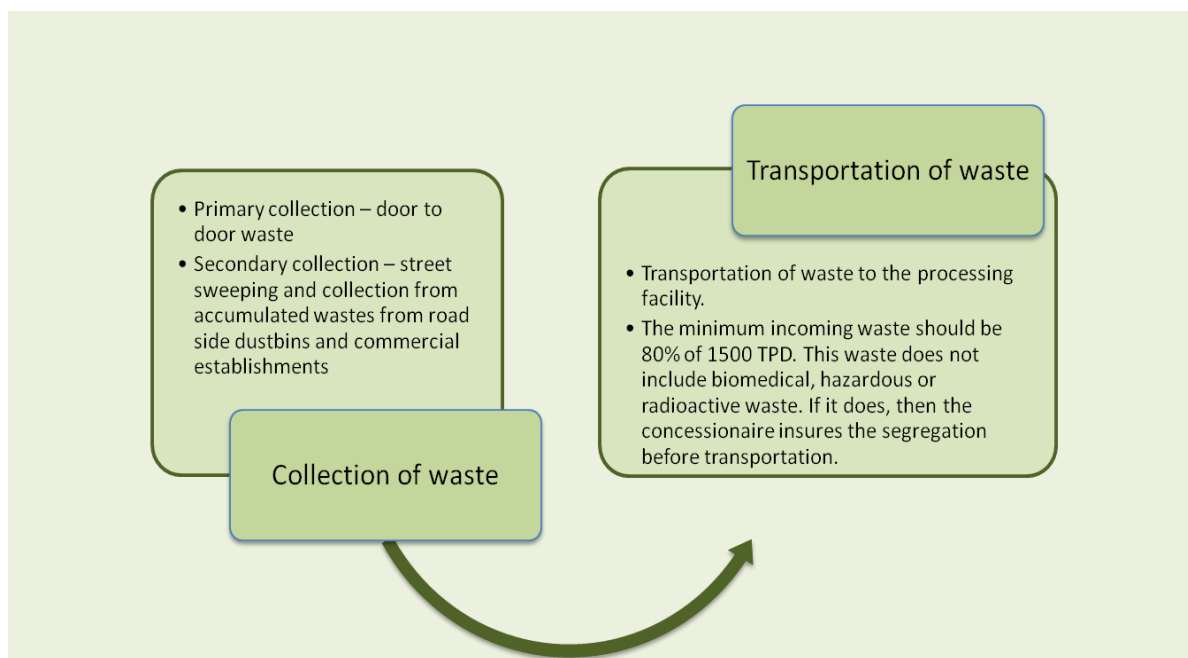 • Primary collection – door to
door waste
• Secondary collection – street
sweeping and collection from
accumulated wastes from road
side dustbins and commercial
establishments
Collection of waste
Transportation of waste
• Transportation of waste to the processing
facility.
• The minimum incoming waste should be
80% of 1500 TPD. This waste does not
include biomedical, hazardous or
radioactive waste. If it does, then the
concessionaire insures the segregation
before transportation.